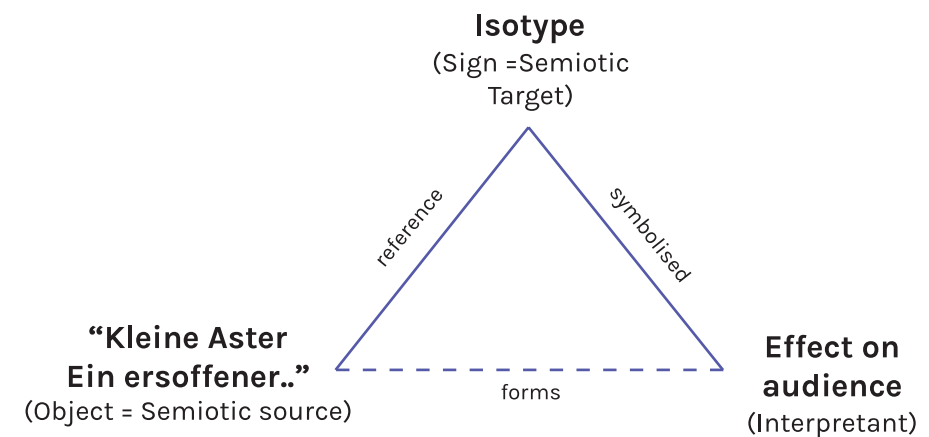 Isotype
(Sign =Semiotic
Target)
reference
symbolised
“Kleine Aster
Ein ersoffener..”
(Object = Semiotic source)
forms
Effect on
audience
(Interpretant)